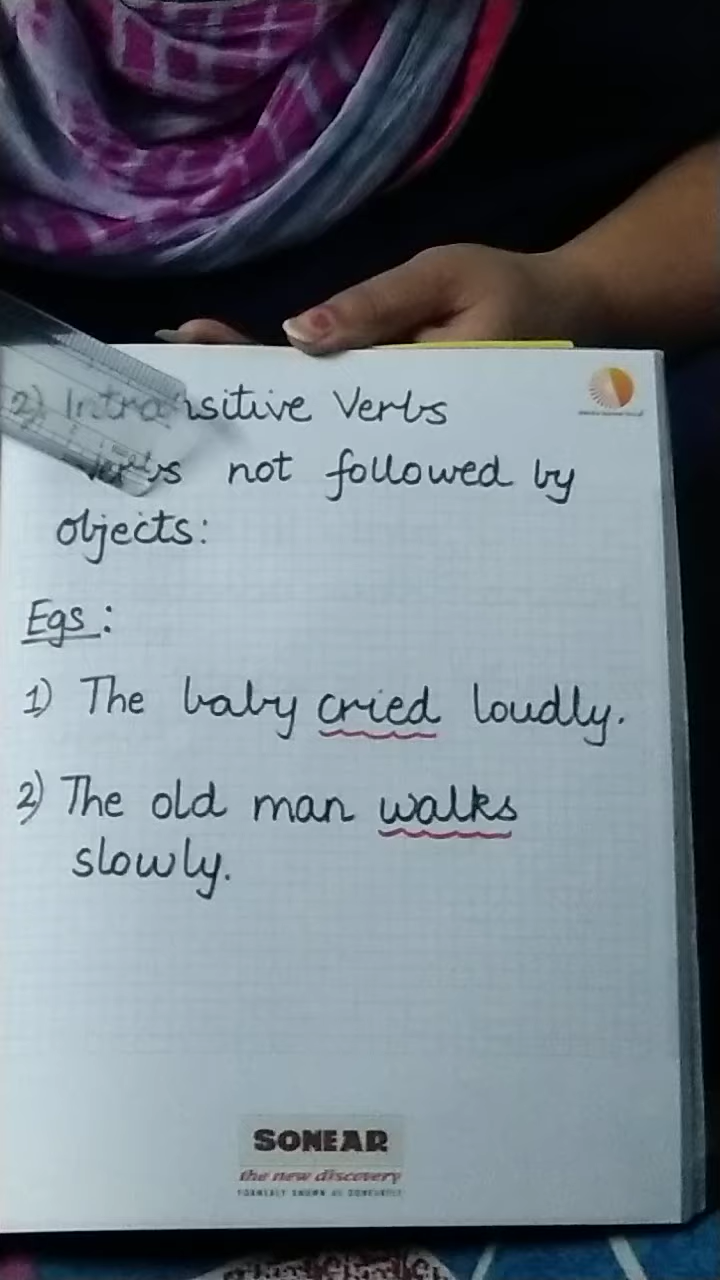 2) Intransitive Verbs
Verbs not followed by
objects:
Egs:
1) The baby cried loudly.
2) The old man walks
slowly.
SONEAR
the new discovery